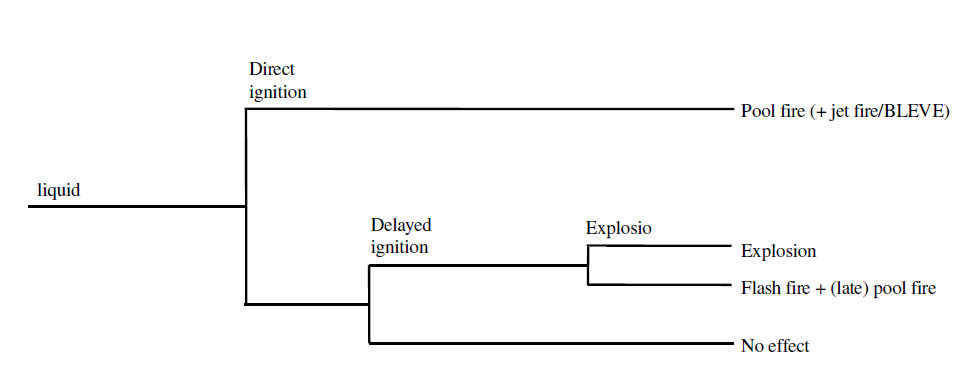 Direct
ignition
Pool fire (+ jet fire/BLEVE)
liquid
Delayed
ignition
Explosio
Explosion
Flash fire + (late) pool fire
No effect